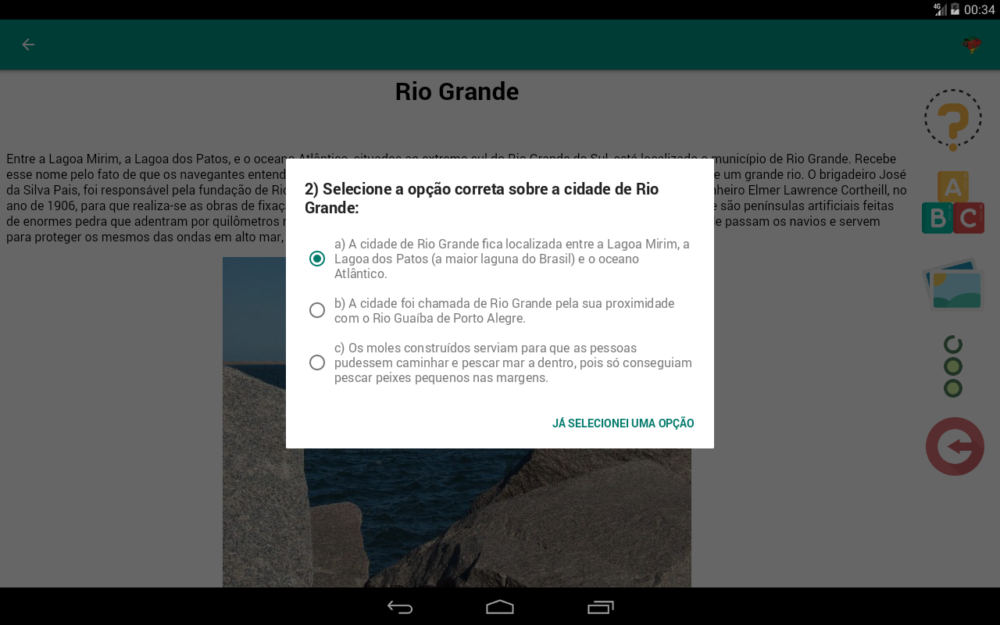 4G 00:34
Rio Grande
Entre a Lagoa Mirim, a Lagoa dos Patos, e o oceano Atlântico, situados ao extremo sul do Rio Grande do Sul, está localizado o município de Rio Grande. Recebe
esse nome pelo fato de que os navegantes entend e um grande rio. O brigadeiro José
da Silva Pais, foi responsável pela fundação de Rio nheiro Elmer Lawrence Cortheill, no
ano de 1906, para que realiza-se as obras de fixaç e são penínsulas artificiais feitas
de enormes pedra que adentram por quilômetros e passam os navios e servem
para proteger os mesmos das ondas em alto mar,
2) Selecione a opção correta sobre a cidade de Rio
Grande:
a) A cidade de Rio Grande fica localizada entre a Lagoa Mirim, a
Lagoa dos Patos (a maior laguna do Brasil) e o oceano
Atlântico.
b) A cidade foi chamada de Rio Grande pela sua proximidade
com o Rio Guaíba de Porto Alegre.
c) Os moles construídos serviam para que as pessoas
pudessem caminhar e pescar mar a dentro, pois só conseguiam
pescar peixes pequenos nas margens.
JÁ SELECIONEI UMA OPÇÃO
?
A
B C